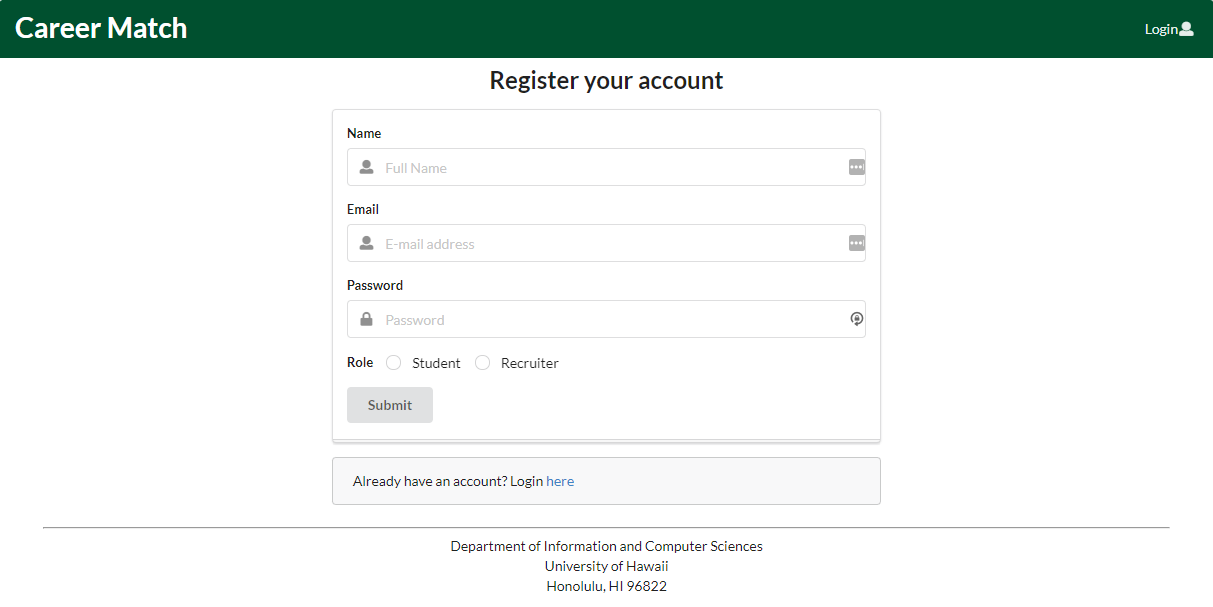 Career Match
Login
Register your account
Name
Full Name
Email
E-mail address
Password
Password
Role Student Recruiter
Submit
Already have an account? Login here
Department of Information and Computer Sciences
University of Hawaii
Honolulu, HI 96822